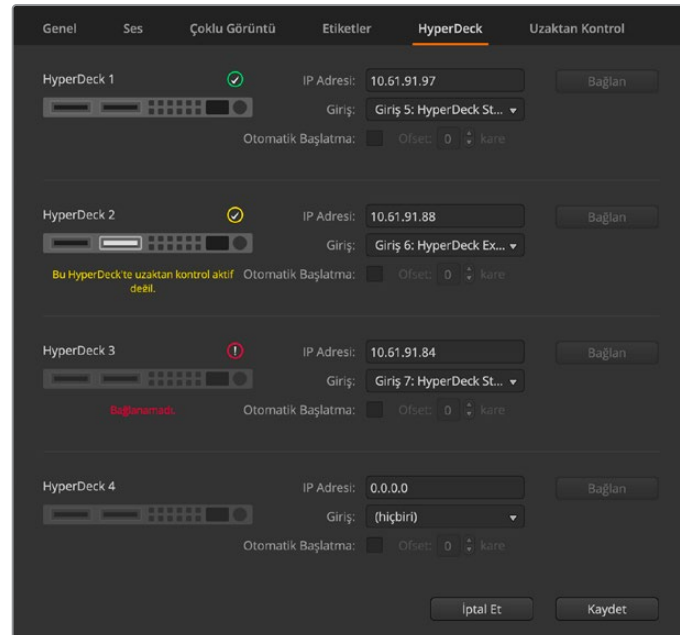 Genel Ses Çoklu Görüntü Etiketler HyperDeck Uzaktan Kontrol
HyperDeck 1 IP Adresi: 10.61.91.97 Bağlan
Giriş: Giriş 5: HyperDeck St...
Otomatik Başlatma: Ofset: 0 kare
HyperDeck 2 IP Adresi: 10.61.91.88 Bağlan
Giriş: Giriş 6: HyperDeck Ex...
Bu HyperDeck'te uzaktan kontrol aktif değil. Otomatik Başlatma: Ofset: 0 kare
HyperDeck 3 IP Adresi: 10.61.91.84 Bağlan
Giriş: Giriş 7: HyperDeck St...
Bağlanamadı. Otomatik Başlatma: Ofset: 0 kare
HyperDeck 4 IP Adresi: 0.0.0.0 Bağlan
Giriş: (hiçbiri)
Otomatik Başlatma: Ofset: 0 kare
İptal Et Kaydet